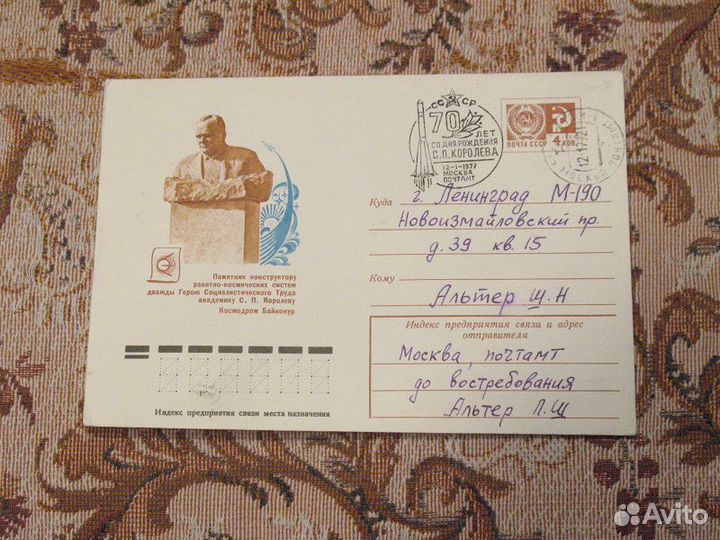 СССР
70 ЛЕТ
СО ДНЯ РОЖДЕНИЯ
С.П. КОРОЛЕВА
12-1-1977
МОСКВА
ПОЧТАМТ
ПОЧТА СССР 4 КОП
МОСКВА
Куда г. Ленинград М-190
Новоизмайловский пр.
д. 39 кв. 15
Кому
Альтер Щ.Н
Индекс предприятия связи и адрес
отправителя
Москва, почтамт
до востребования
Альтер Л.Щ
Памятник конструктору
ракетно-космических систем
дважды Герою Социалистического Труда
академику С. П. Королеву
Космодром Байконур
Индекс предприятия связи места назначения
Avito